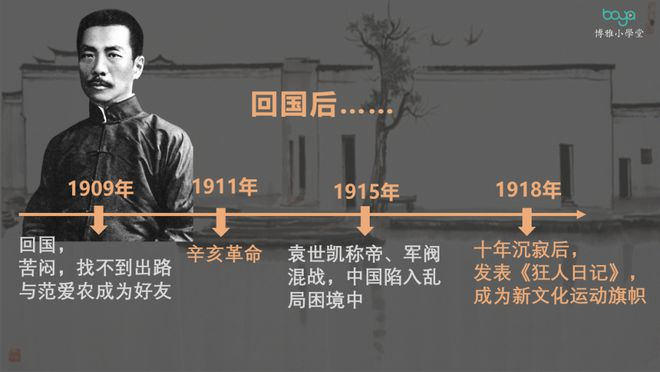 boya
博雅小學堂
回国后……
1909年
1911年
1915年
1918年
回国，
苦闷，找不到出路
与范爱农成为好友
辛亥革命
袁世凯称帝、军阀
混战，中国陷入乱
局困境中
十年沉寂后，
发表《狂人日记》，
成为新文化运动旗帜